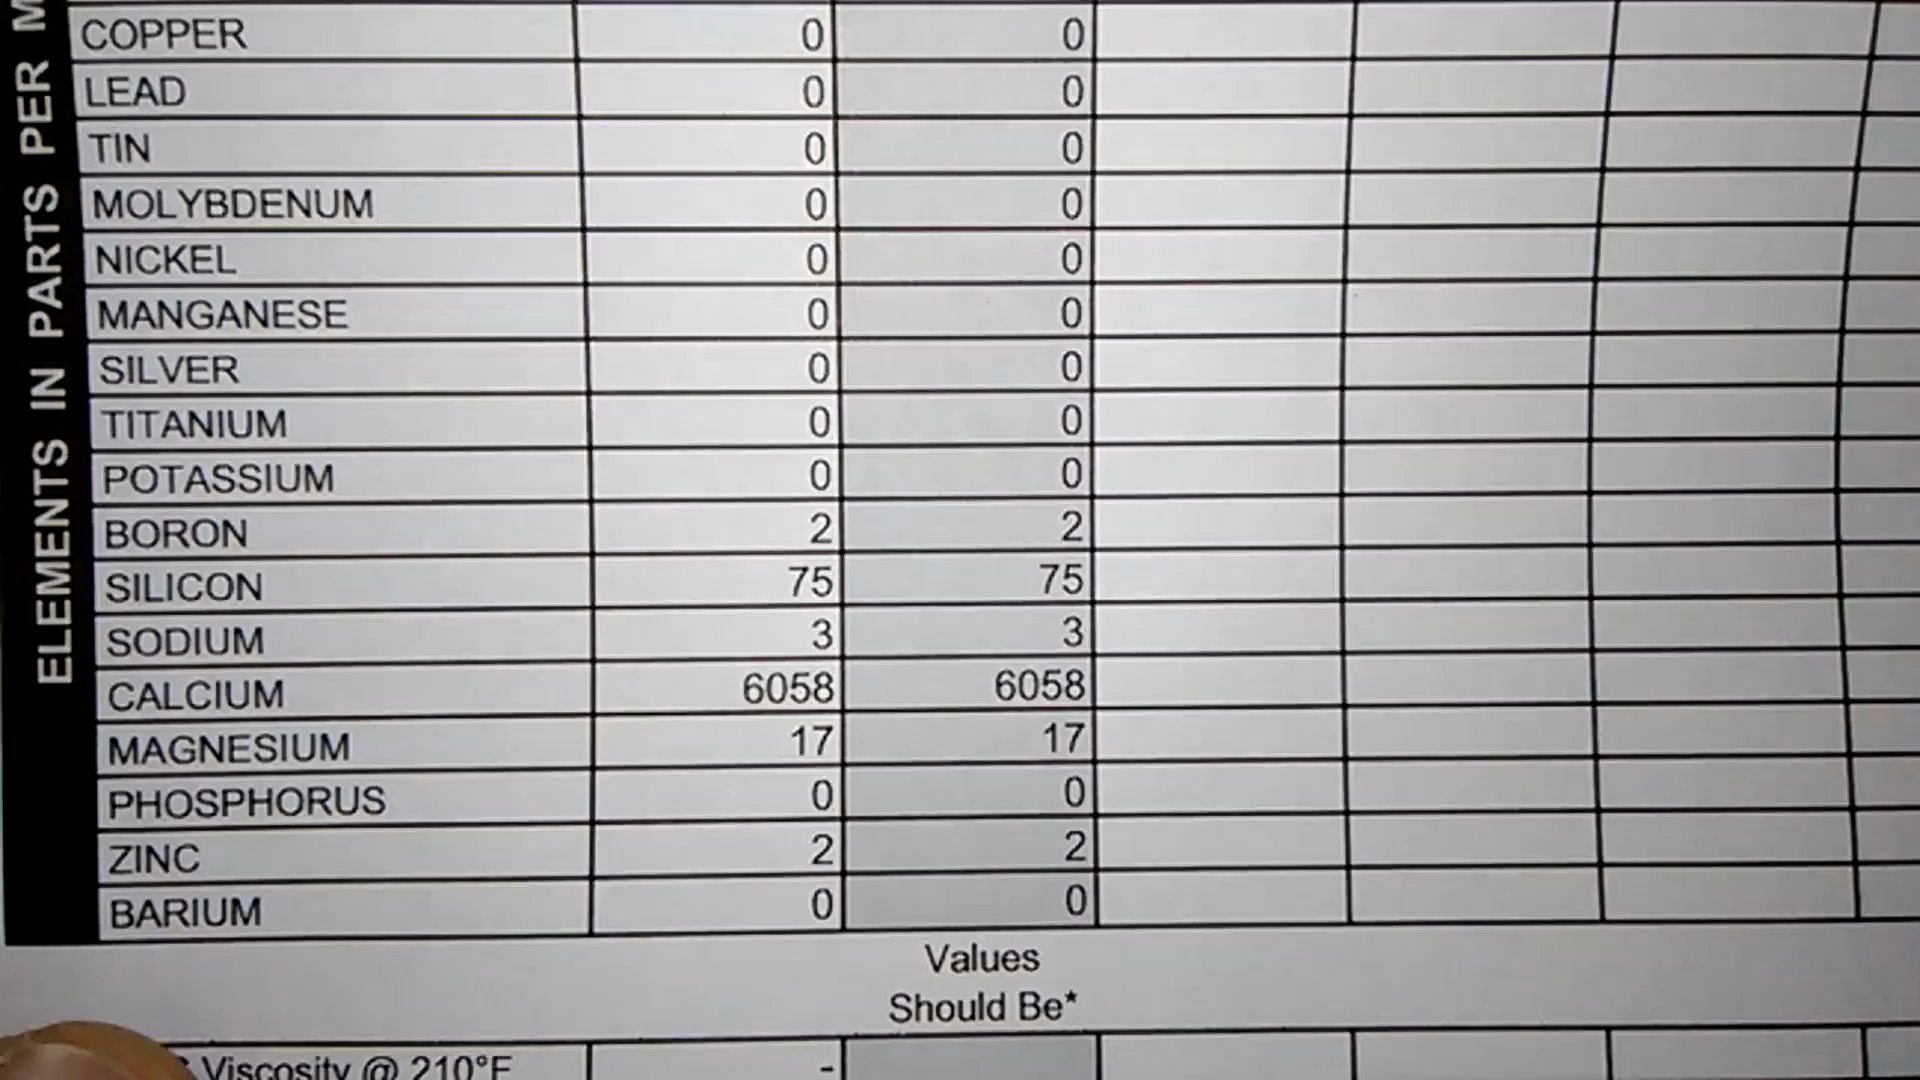 ELEMENTS IN PARTS PER M
COPPER 0 0
LEAD 0 0
TIN 0 0
MOLYBDENUM 0 0
NICKEL 0 0
MANGANESE 0 0
SILVER 0 0
TITANIUM 0 0
POTASSIUM 0 0
BORON 2 2
SILICON 75 75
SODIUM 3 3
CALCIUM 6058 6058
MAGNESIUM 17 17
PHOSPHORUS 0 0
ZINC 2 2
BARIUM 0 0
Values
Should Be*
Viscosity @ 210°F -